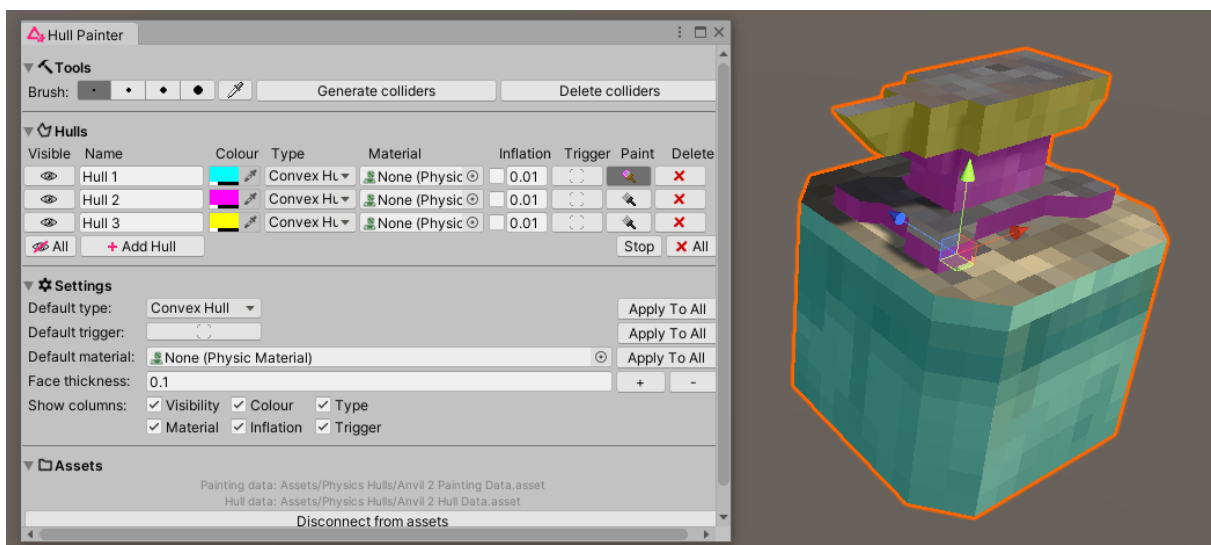 Hull Painter
Tools
Brush: Generate colliders Delete colliders
Hulls
Visible Name Colour Type Material Inflation Trigger Paint Delete
Hull 1 Convex Hu None (Physic 0.01
Hull 2 Convex Hu None (Physic 0.01
Hull 3 Convex Hu None (Physic 0.01
All + Add Hull Stop All
Settings
Default type: Convex Hull Apply To All
Default trigger: Apply To All
Default material: None (Physic Material) Apply To All
Face thickness: 0.1 + -
Show columns: Visibility Colour Type
Material Inflation Trigger
Assets
Painting data: Assets/Physics Hulls/Anvil 2 Painting Data.asset
Hull data: Assets/Physics Hulls/Anvil 2 Hull Data.asset
Disconnect from assets